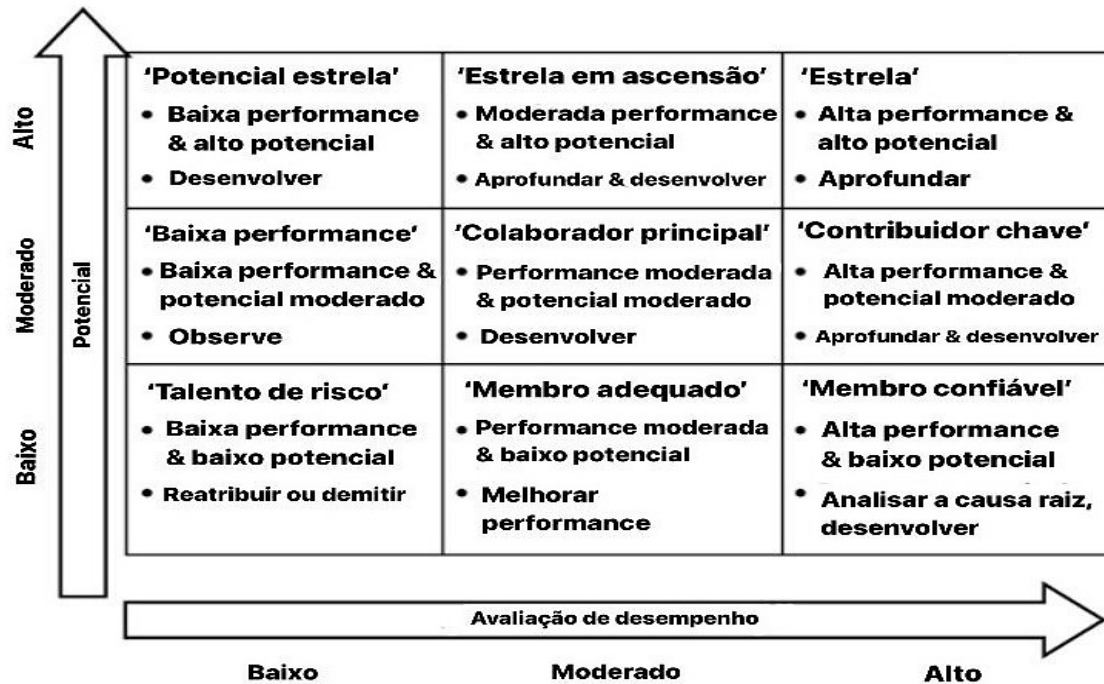 Alto
'Potencial estrela'
• Baixa performance
& alto potencial
• Desenvolver
'Estrela em ascensão'
• Moderada performance
& alto potencial
• Aprofundar & desenvolver
'Estrela'
• Alta performance &
alto potencial
• Aprofundar
Moderado
Potencial
'Baixa performance'
• Baixa performance &
potencial moderado
• Observe
'Colaborador principal'
• Performance moderada
& potencial moderado
• Desenvolver
'Contribuidor chave'
• Alta performance &
potencial moderado
• Aprofundar & desenvolver
Baixo
'Talento de risco'
• Baixa performance
& baixo potencial
• Reatribuir ou demitir
'Membro adequado'
• Performance moderada
& baixo potencial
• Melhorar
performance
'Membro confiável'
• Alta performance
& baixo potencial
• Analisar a causa raiz,
desenvolver
Avaliação de desempenho
Baixo
Moderado
Alto